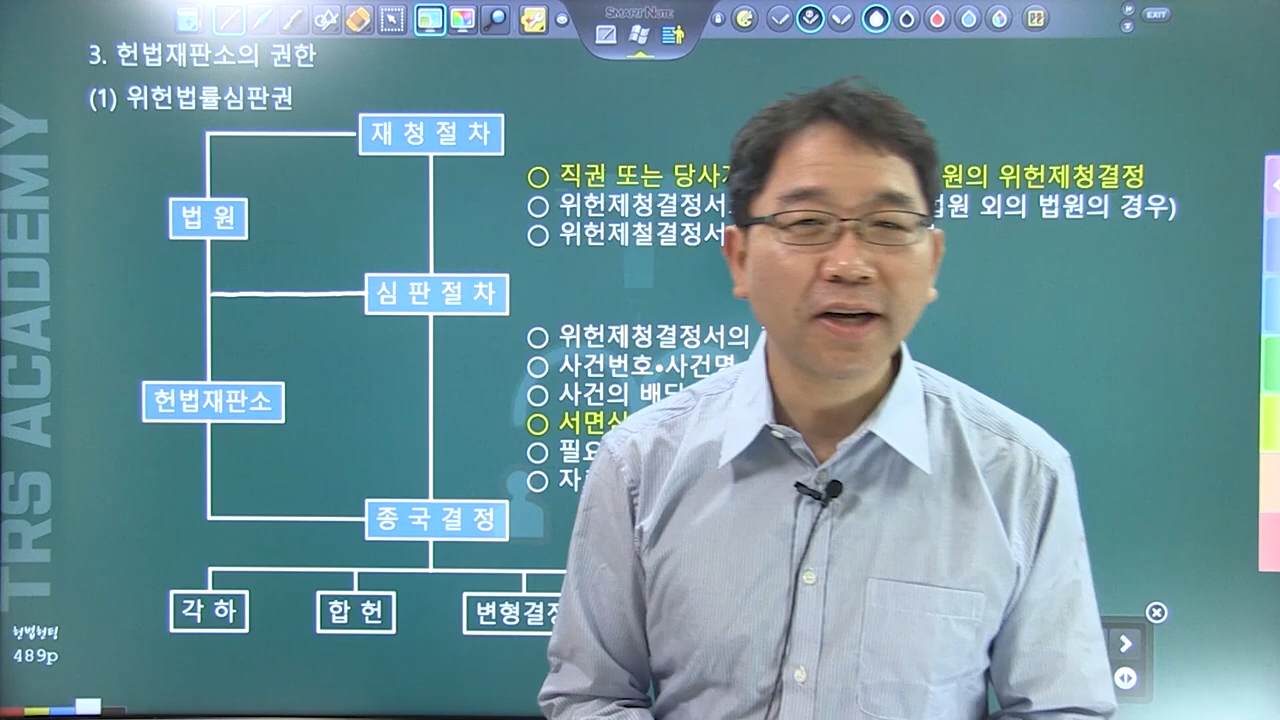 SMART NOTE
EXIT
3. 헌법재판소의 권한
(1) 위헌법률심판권
재 청 절 차
○ 직권 또는 당사 원의 위헌제청결정
법 원
○ 위헌제청결정서 법원 외의 법원의 경우)
○ 위헌제철결정서
심 판 절 차
○ 위헌제청결정서의
○ 사건번호•사건명
헌법재판소
○ 사건의 배당
○ 서면심
○ 필요
○ 자
종 국 결 정
각 하
합 헌
변형결정
헌법헌팅
489p
TRS ACADEMY